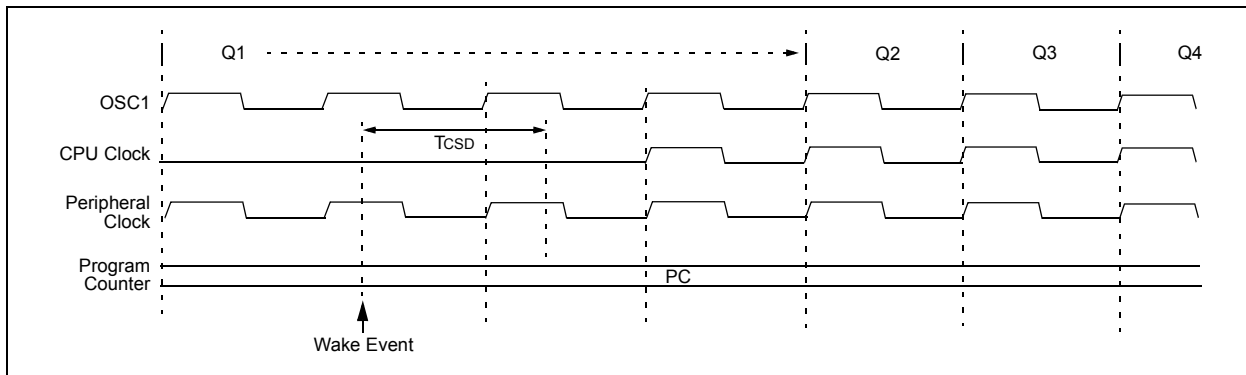 Q1 Q2 Q3 Q4
OSC1
TCSD
CPU Clock
Peripheral
Clock
Program
Counter
PC
Wake Event